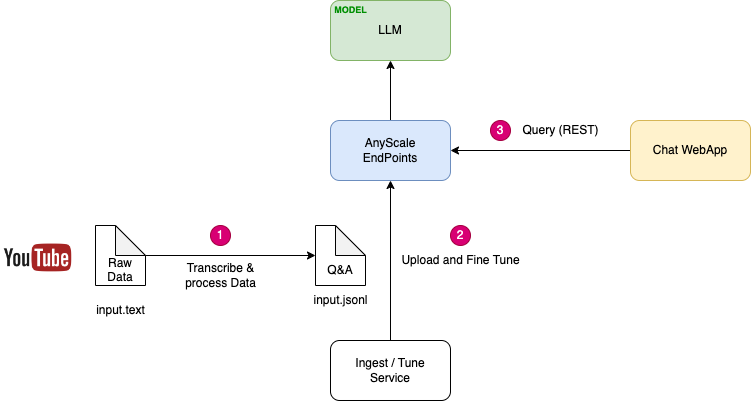 MODEL
LLM
AnyScale
EndPoints
3
Query (REST)
Chat WebApp
YouTube
Raw
Data
input.text
1
Transcribe &
process Data
Q&A
input.jsonl
2
Upload and Fine Tune
Ingest / Tune
Service